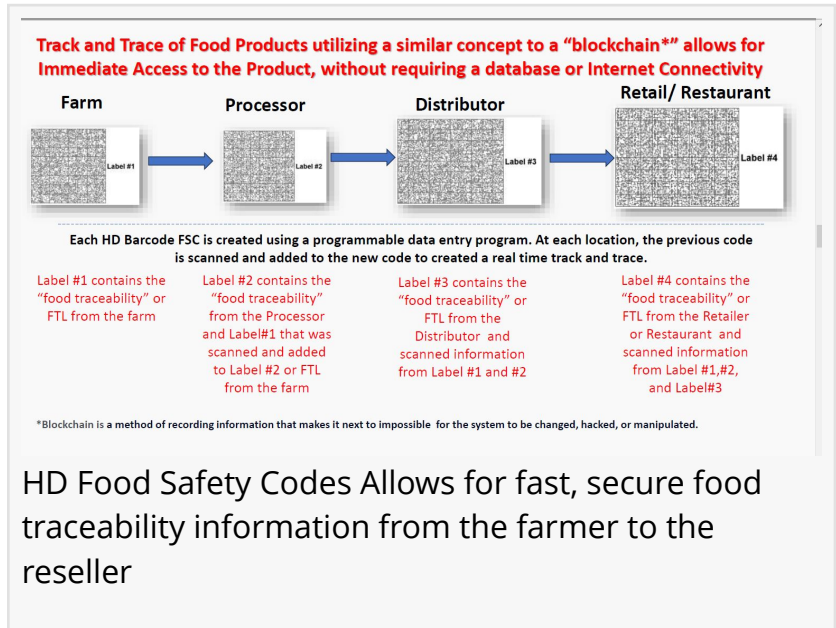 Track and Trace of Food Products utilizing a similar concept to a “blockchain*” allows for
Immediate Access to the Product, without requiring a database or Internet Connectivity
Farm
Processor
Distributor
Retail/ Restaurant
Label #1
Label #2
Label #3
Label #4
Each HD Barcode FSC is created using a programmable data entry program. At each location, the previous code
is scanned and added to the new code to created a real time track and trace.
Label #1 contains the
“food traceability” or
FTL from the farm
Label #2 contains the
“food traceability”
from the Processor
and Label#1 that was
scanned and added
to Label #2 or FTL
from the farm
Label #3 contains the
“food traceability” or
FTL from the
Distributor and
scanned information
from Label #1 and #2
Label #4 contains the
“food traceability” or
FTL from the Retailer
or Restaurant and
scanned information
from Label #1,#2,
and Label#3
*Blockchain is a method of recording information that makes it next to impossible for the system to be changed, hacked, or manipulated.
HD Food Safety Codes Allows for fast, secure food
traceability information from the farmer to the
reseller